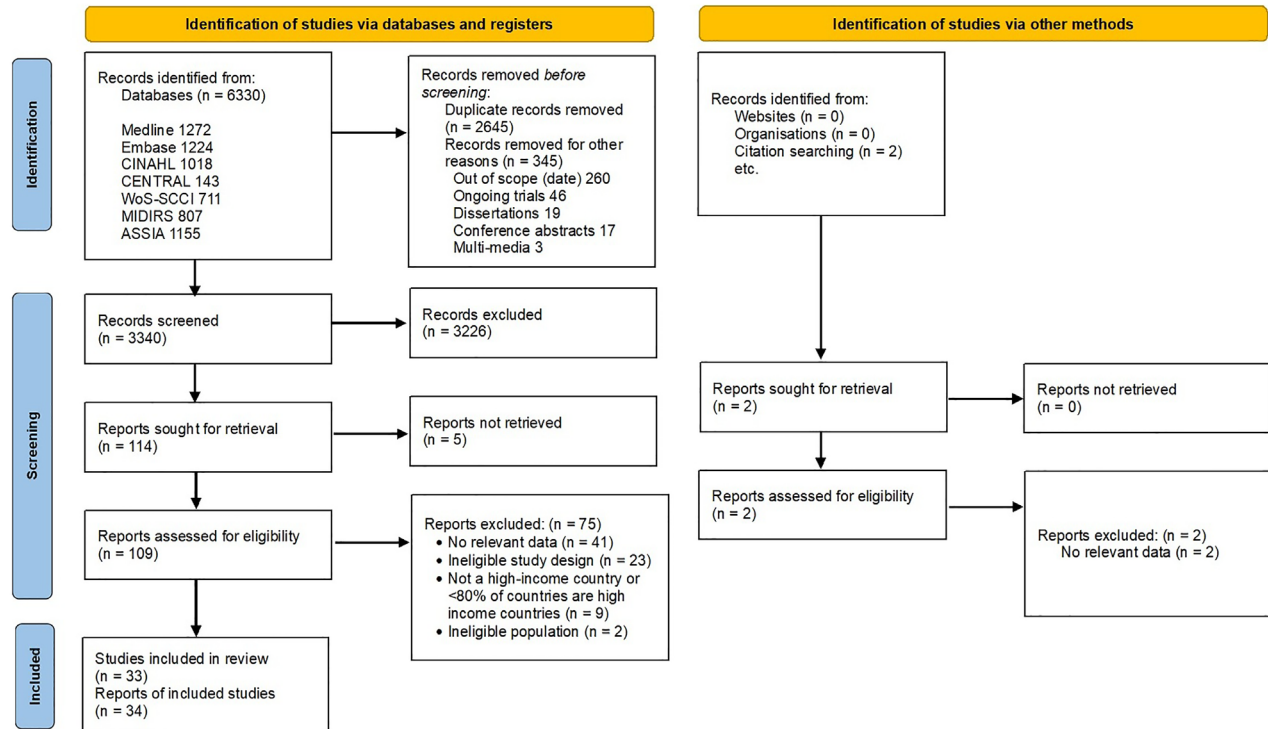 Identification of studies via databases and registers
Identification of studies via other methods
Identification
Records identified from:
Databases (n = 6330)
Medline 1272
Embase 1224
CINAHL 1018
CENTRAL 143
WoS-SCCI 711
MIDIRS 807
ASSIA 1155
Records removed before
screening:
Duplicate records removed
(n = 2645)
Records removed for other
reasons (n = 345)
Out of scope (date) 260
Ongoing trials 46
Dissertations 19
Conference abstracts 17
Multi-media 3
Records identified from:
Websites (n = 0)
Organisations (n = 0)
Citation searching (n = 2)
etc.
Screening
Records screened
(n = 3340)
Records excluded
(n = 3226)
Reports sought for retrieval
(n = 114)
Reports not retrieved
(n = 5)
Reports sought for retrieval
(n = 2)
Reports not retrieved
(n = 0)
Reports assessed for eligibility
(n = 109)
Reports excluded: (n = 75)
• No relevant data (n = 41)
• Ineligible study design (n = 23)
• Not a high-income country or
<80% of countries are high
income countries (n = 9)
• Ineligible population (n = 2)
Reports assessed for eligibility
(n = 2)
Reports excluded: (n = 2)
No relevant data (n = 2)
Included
Studies included in review
(n = 33)
Reports of included studies
(n = 34)